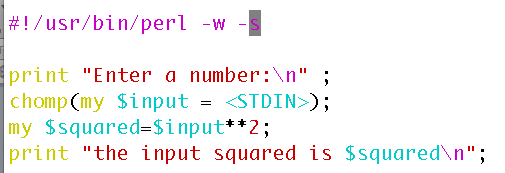 #!/usr/bin/perl -w -s
print "Enter a number:\n" ;
chomp(my $input = <STDIN>);
my $squared=$input**2;
print "the input squared is $squared\n";